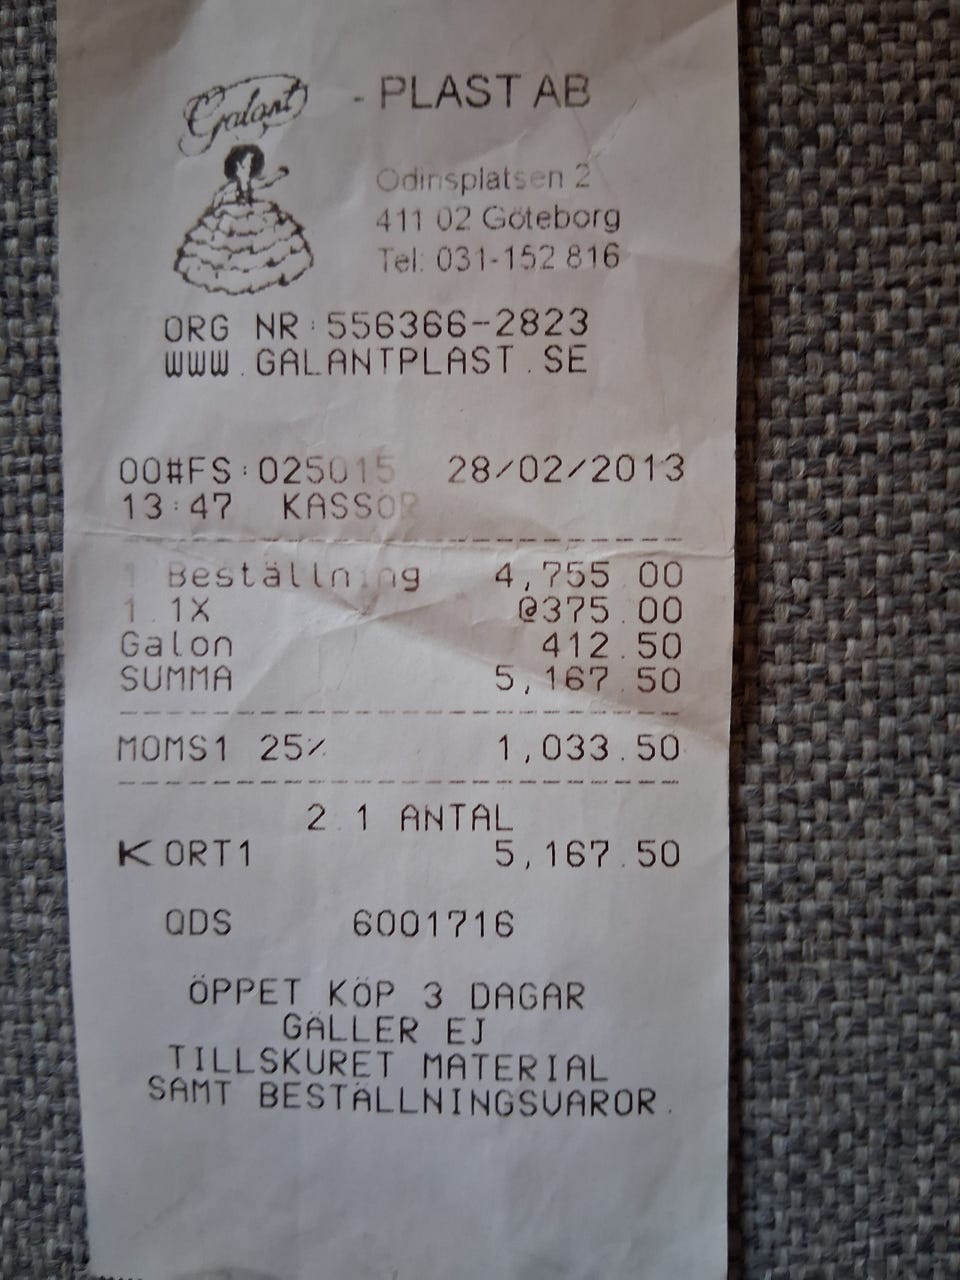 Galant - PLAST AB
Odinsplatsen 2
411 02 Göteborg
Tel: 031-152 816
ORG NR:556366-2823
WWW.GALANTPLAST.SE
00#FS:025015 28/02/2013
13:47 KASSÖR
1 Beställning 4,755.00
1.1X @375.00
Galon 412.50
SUMMA 5,167.50
MOMS1 25% 1,033.50
2.1 ANTAL
KORT1 5,167.50
QDS 6001716
ÖPPET KÖP 3 DAGAR
GÄLLER EJ
TILLSKURET MATERIAL
SAMT BESTÄLLNINGSVAROR.